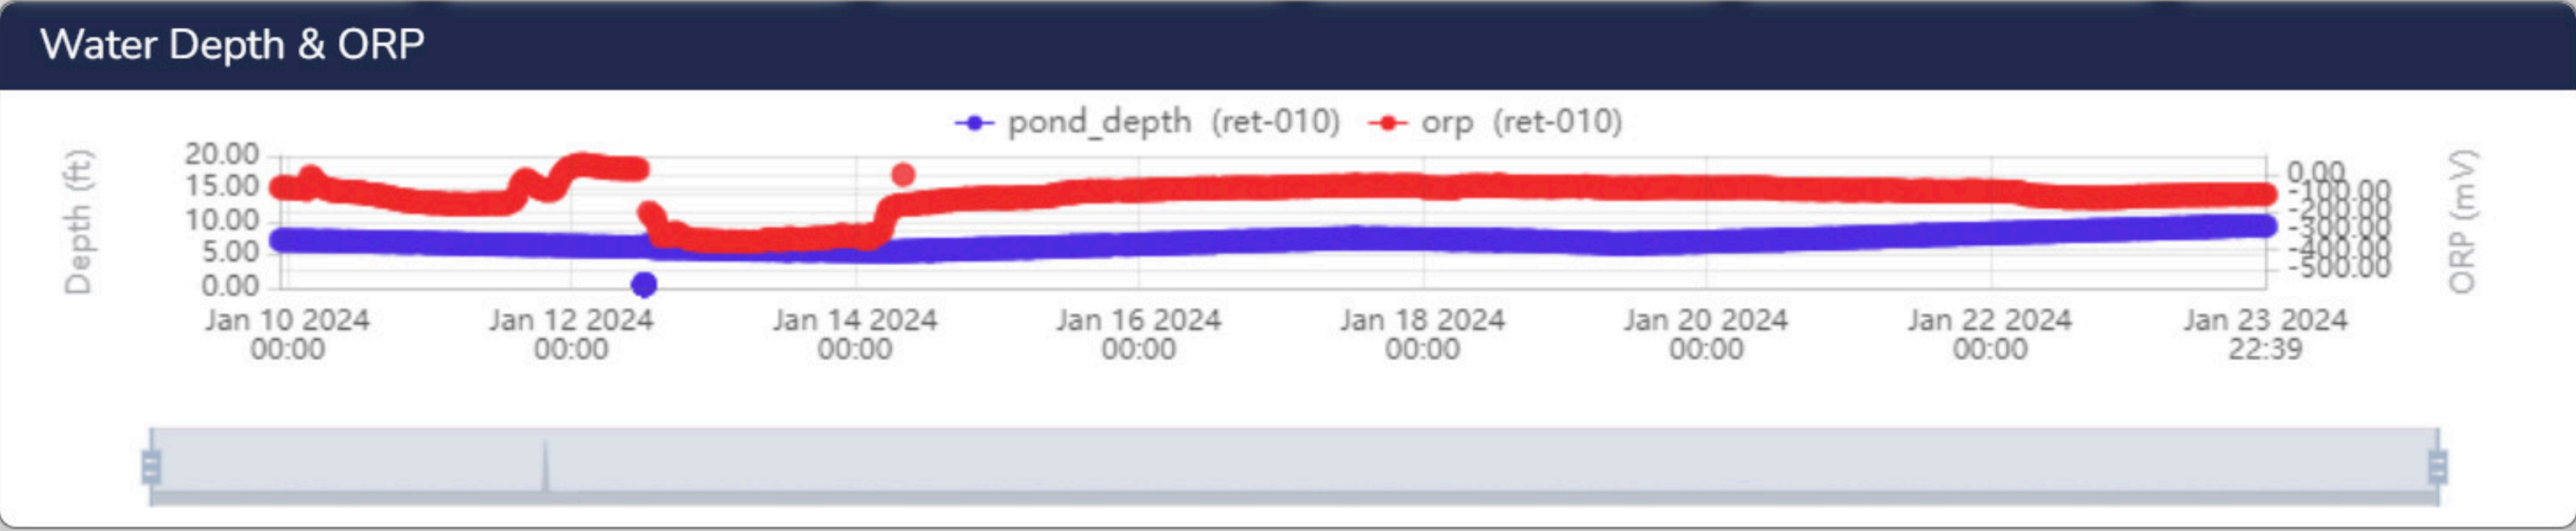 Water Depth & ORP
pond_depth (ret-010) orp (ret-010)
Depth (ft)
20.00
15.00
10.00
5.00
0.00
0.00
-100.00
-200.00
-300.00
-400.00
-500.00
ORP (mV)
Jan 10 2024 Jan 12 2024 Jan 14 2024 Jan 16 2024 Jan 18 2024 Jan 20 2024 Jan 22 2024 Jan 23 2024
00:00 00:00 00:00 00:00 00:00 00:00 00:00 22:39